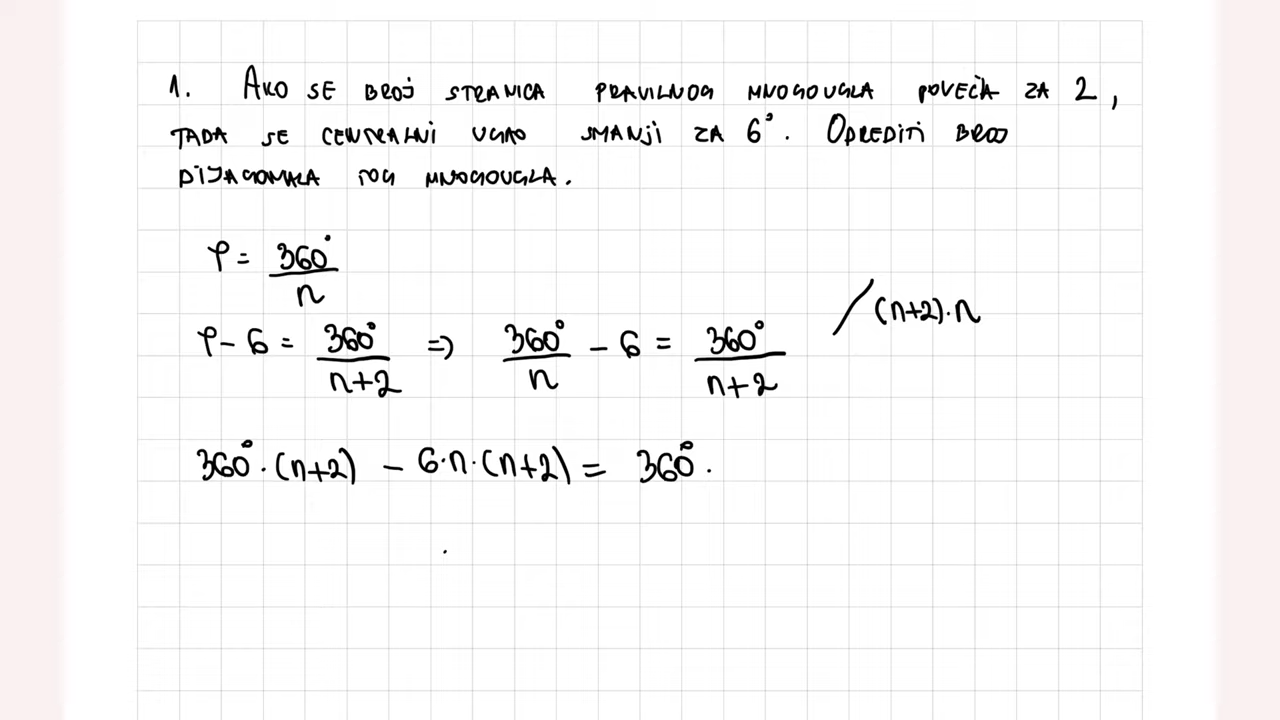 1. AKO SE BROJ STRANICA PRAVILNOG MNOGOUGLA POVEĆA ZA 2,
TADA SE CENTRALNI UGAO SMANJI ZA 6°. ODREDITI BROJ
DIJAGONALA TOG MNOGOUGLA.
φ = 360°/n
φ - 6 = 360°/(n+2) => 360°/n - 6 = 360°/(n+2) /(n+2)·n
360°·(n+2) - 6·n·(n+2) = 360°·